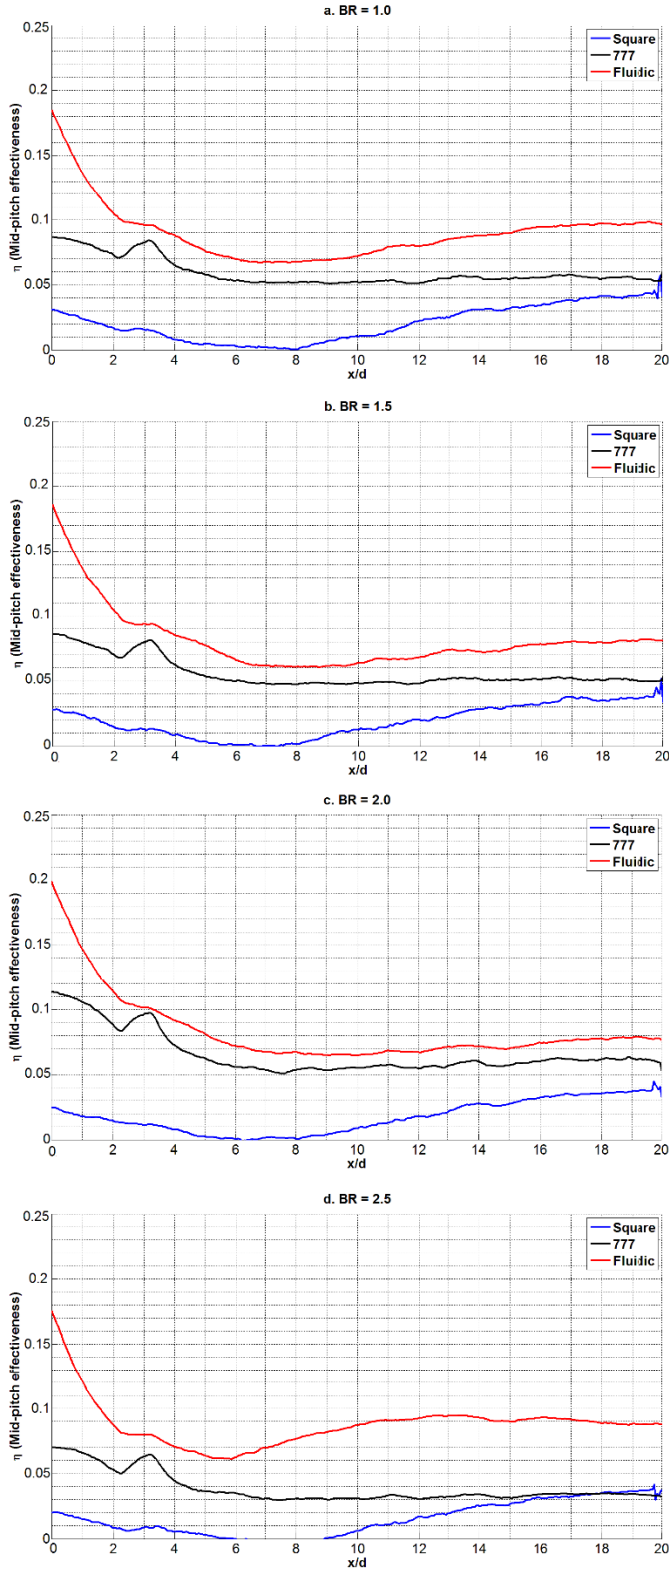 a. BR = 1.0
0.25
0.2
0.15
0.1
0.05
0
η (Mid-pitch effectiveness)
Square
777
Fluidic
0 2 4 6 8 10 12 14 16 18 20
x/d
b. BR = 1.5
0.25
0.2
0.15
0.1
0.05
0
η (Mid-pitch effectiveness)
Square
777
Fluidic
0 2 4 6 8 10 12 14 16 18 20
x/d
c. BR = 2.0
0.25
0.2
0.15
0.1
0.05
0
η (Mid-pitch effectiveness)
Square
777
Fluidic
0 2 4 6 8 10 12 14 16 18 20
x/d
d. BR = 2.5
0.25
0.2
0.15
0.1
0.05
0
η (Mid-pitch effectiveness)
Square
777
Fluidic
0 2 4 6 8 10 12 14 16 18 20
x/d